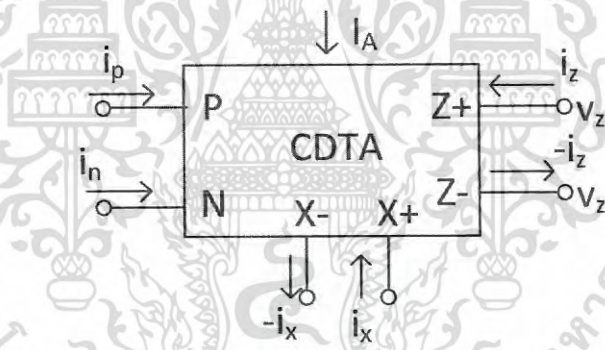 I_A
i_p
i_z
P
Z+
v_z
CDTA
-i_z
i_n
N
X-
X+
Z-
v_z
-i_x
i_x